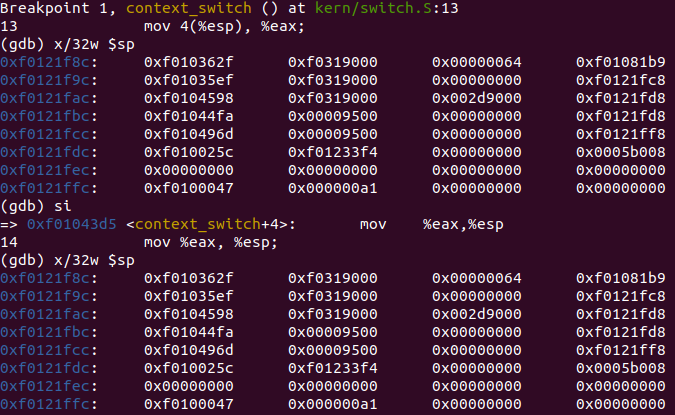 Breakpoint 1, context_switch () at kern/switch.S:13
13 mov 4(%esp), %eax;
(gdb) x/32w $sp
0xf0121f8c: 0xf010362f 0xf0319000 0x00000064 0xf01081b9
0xf0121f9c: 0xf01035ef 0xf0319000 0x00000000 0xf0121fc8
0xf0121fac: 0xf0104598 0xf0319000 0x002d9000 0xf0121fd8
0xf0121fbc: 0xf01044fa 0x00009500 0x00000000 0xf0121fd8
0xf0121fcc: 0xf010496d 0x00009500 0x00000000 0xf0121ff8
0xf0121fdc: 0xf010025c 0xf01233f4 0x00000000 0x0005b008
0xf0121fec: 0x00000000 0x00000000 0x00000000 0x00000000
0xf0121ffc: 0xf0100047 0x000000a1 0x00000000 0x00000000
(gdb) si
=> 0xf01043d5 <context_switch+4>: mov %eax,%esp
14 mov %eax, %esp;
(gdb) x/32w $sp
0xf0121f8c: 0xf010362f 0xf0319000 0x00000064 0xf01081b9
0xf0121f9c: 0xf01035ef 0xf0319000 0x00000000 0xf0121fc8
0xf0121fac: 0xf0104598 0xf0319000 0x002d9000 0xf0121fd8
0xf0121fbc: 0xf01044fa 0x00009500 0x00000000 0xf0121fd8
0xf0121fcc: 0xf010496d 0x00009500 0x00000000 0xf0121ff8
0xf0121fdc: 0xf010025c 0xf01233f4 0x00000000 0x0005b008
0xf0121fec: 0x00000000 0x00000000 0x00000000 0x00000000
0xf0121ffc: 0xf0100047 0x000000a1 0x00000000 0x00000000